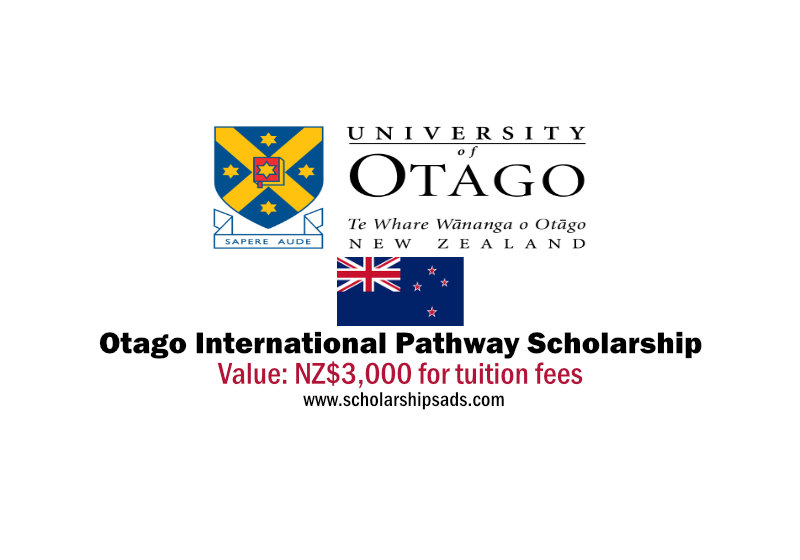 SAPERE AUDE
UNIVERSITY
of
OTAGO
Te Whare Wānanga o Otāgo
NEW ZEALAND
Otago International Pathway Scholarship
Value: NZ$3,000 for tuition fees
www.scholarshipsads.com